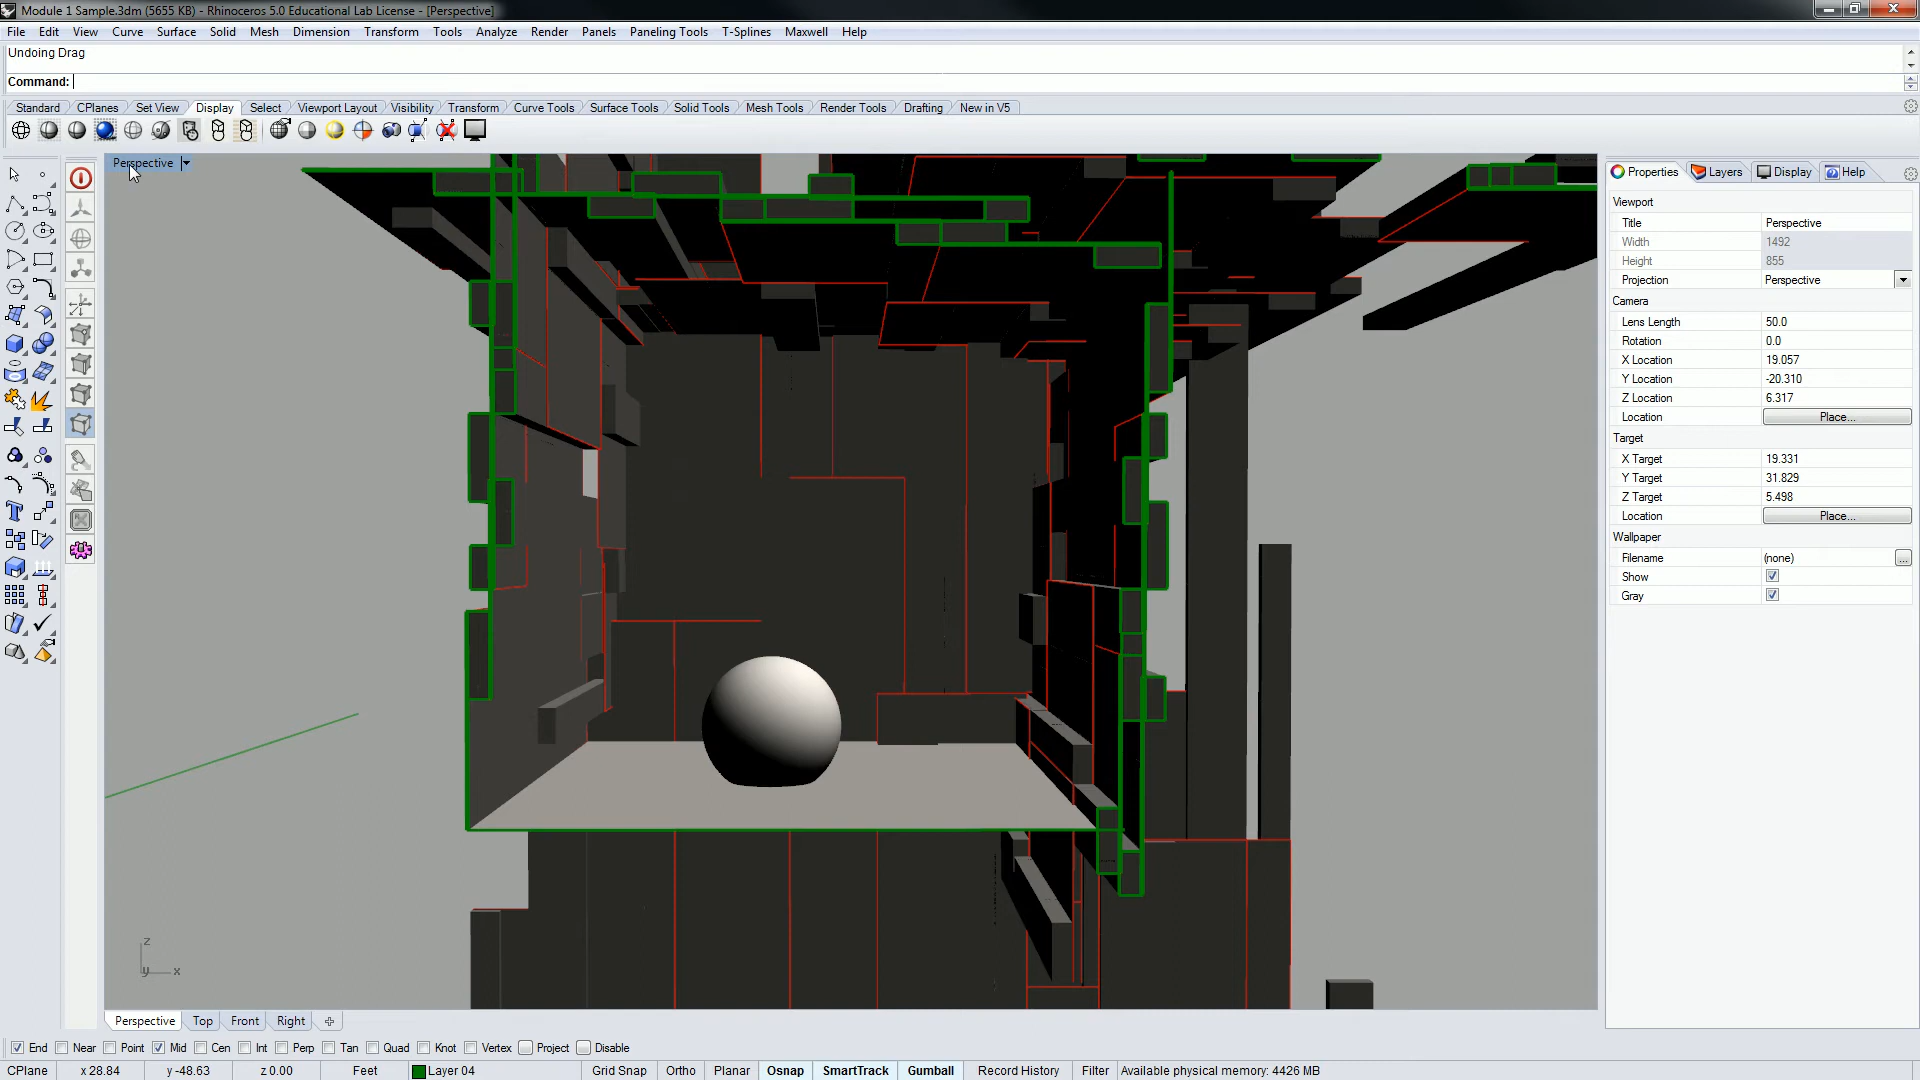 Module 1 Sample.3dm (5655 KB) - Rhinoceros 5.0 Educational Lab License - [Perspective]
File Edit View Curve Surface Solid Mesh Dimension Transform Tools Analyze Render Panels Paneling Tools T-Splines Maxwell Help
Undoing Drag
Command:
Standard CPlanes Set View Display Select Viewport Layout Visibility Transform Curve Tools Surface Tools Solid Tools Mesh Tools Render Tools Drafting New in V5
Perspective
Properties Layers Display Help
Viewport
Title Perspective
Width 1492
Height 855
Projection Perspective
Camera
Lens Length 50.0
Rotation 0.0
X Location 19.057
Y Location -20.310
Z Location 6.317
Location Place...
Target
X Target 19.331
Y Target 31.829
Z Target 5.498
Location Place...
Wallpaper
Filename (none) ...
Show
Gray
z
y x
Perspective Top Front Right
End Near Point Mid Cen Int Perp Tan Quad Knot Vertex Project Disable
CPlane x 28.84 y -48.63 z 0.00 Feet Layer 04 Grid Snap Ortho Planar Osnap SmartTrack Gumball Record History Filter Available physical memory: 4426 MB